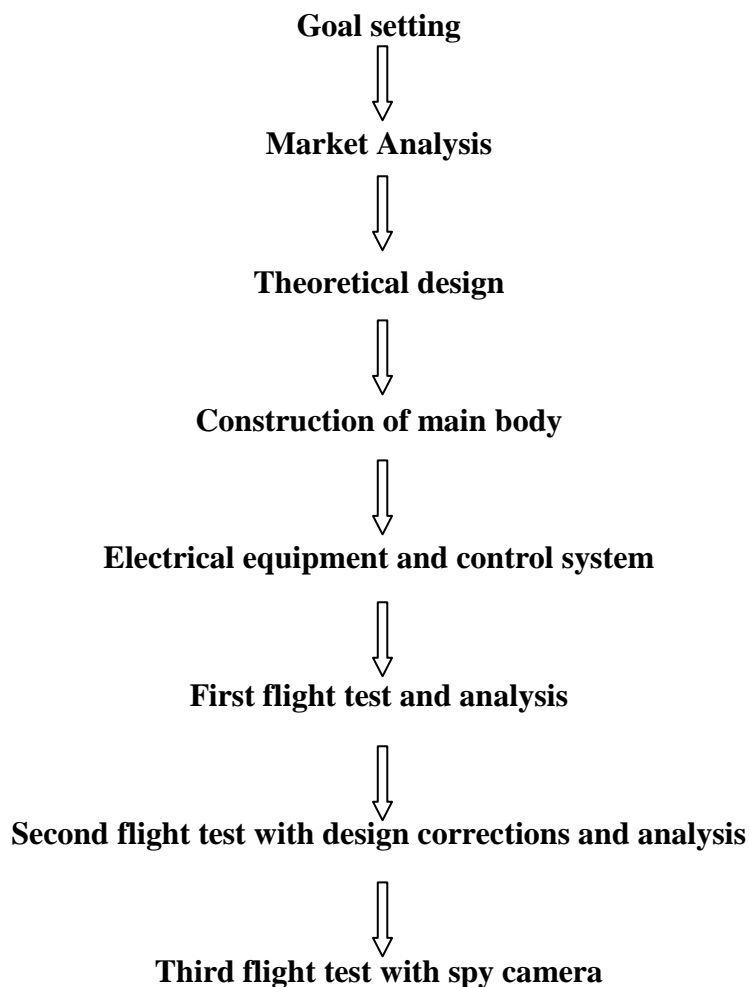 Goal setting
Market Analysis
Theoretical design
Construction of main body
Electrical equipment and control system
First flight test and analysis
Second flight test with design corrections and analysis
Third flight test with spy camera